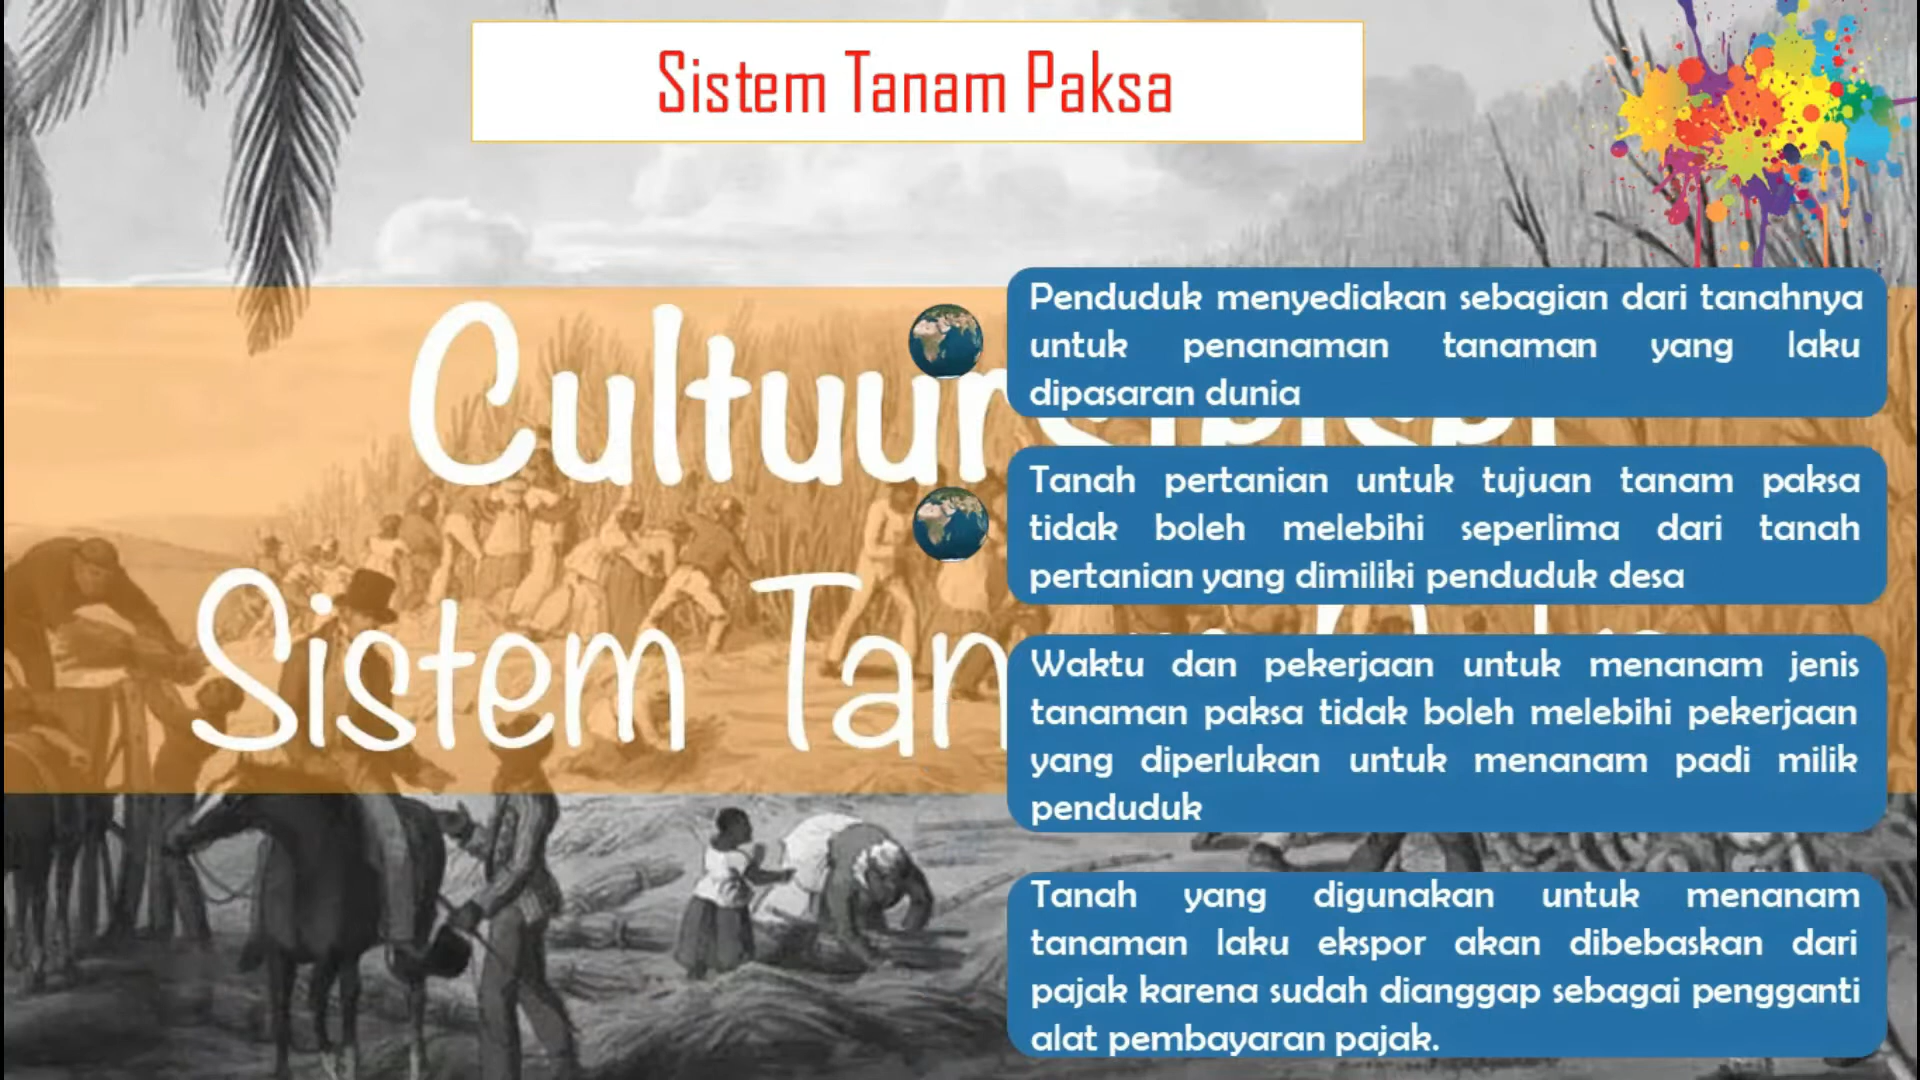 Sistem Tanam Paksa
Penduduk menyediakan sebagian dari tanahnya
untuk penanaman tanaman yang laku
dipasaran dunia
Tanah pertanian untuk tujuan tanam paksa
tidak boleh melebihi seperlima dari tanah
pertanian yang dimiliki penduduk desa
Waktu dan pekerjaan untuk menanam jenis
tanaman paksa tidak boleh melebihi pekerjaan
yang diperlukan untuk menanam padi milik
penduduk
Tanah yang digunakan untuk menanam
tanaman laku ekspor akan dibebaskan dari
pajak karena sudah dianggap sebagai pengganti
alat pembayaran pajak.
Sistem